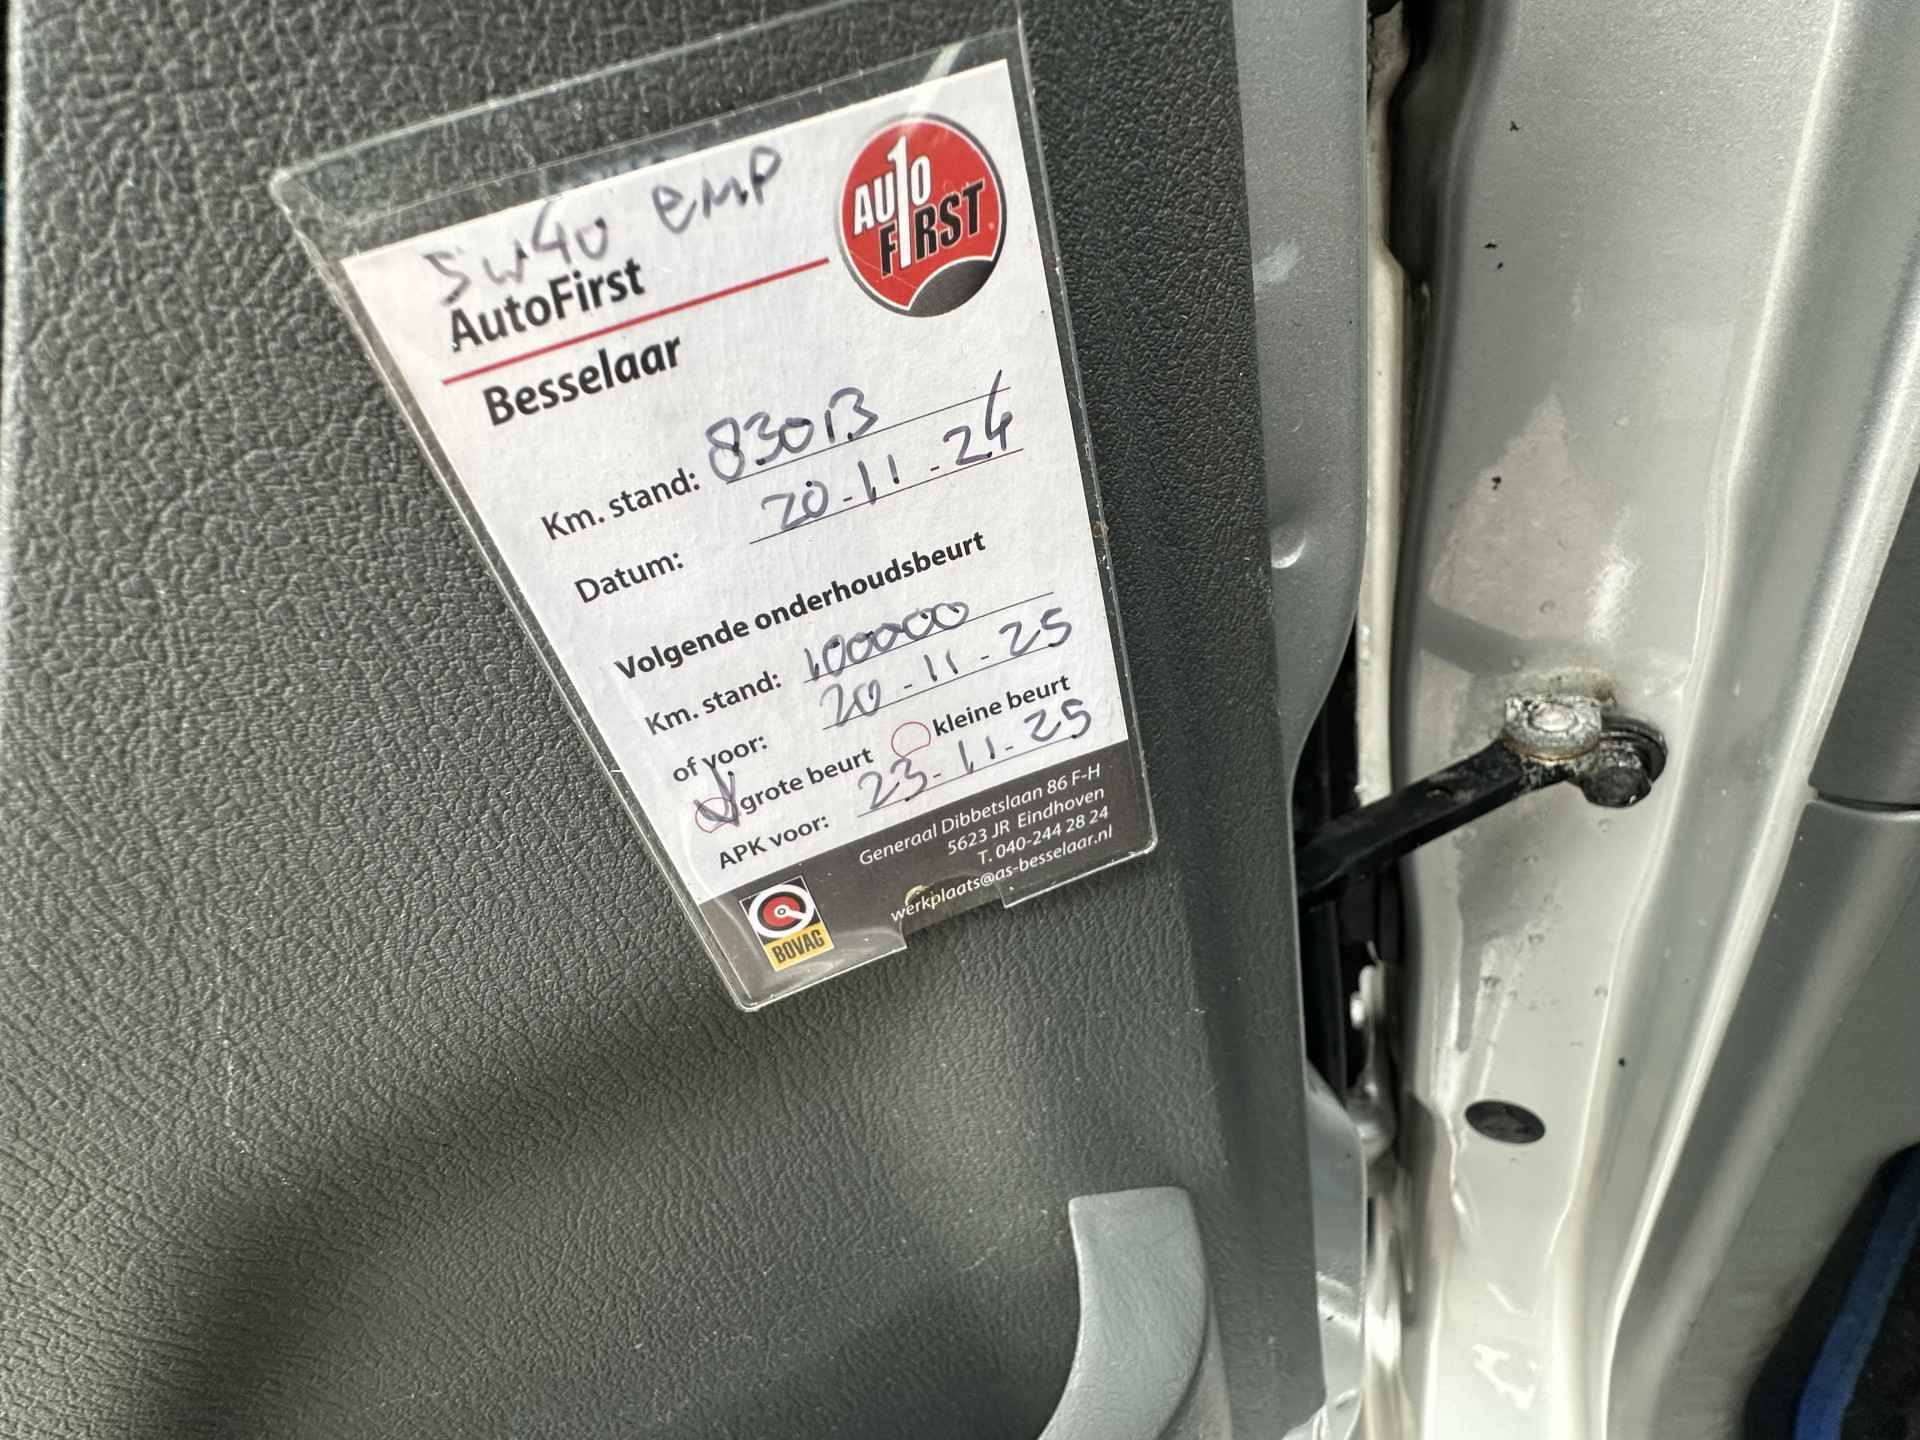 5w40 emp
AutoFirst
Besselaar
AUTO
FIRST
Km. stand: 83013
Datum: 20-11-24
Volgende onderhoudsbeurt
Km. stand: 100000
of voor: 20-11-25
grote beurt kleine beurt
APK voor: 23-11-25
Generaal Dibbetslaan 86 F-H
5623 JR Eindhoven
T. 040-244 28 24
werkplaats@as-besselaar.nl
BOVAG